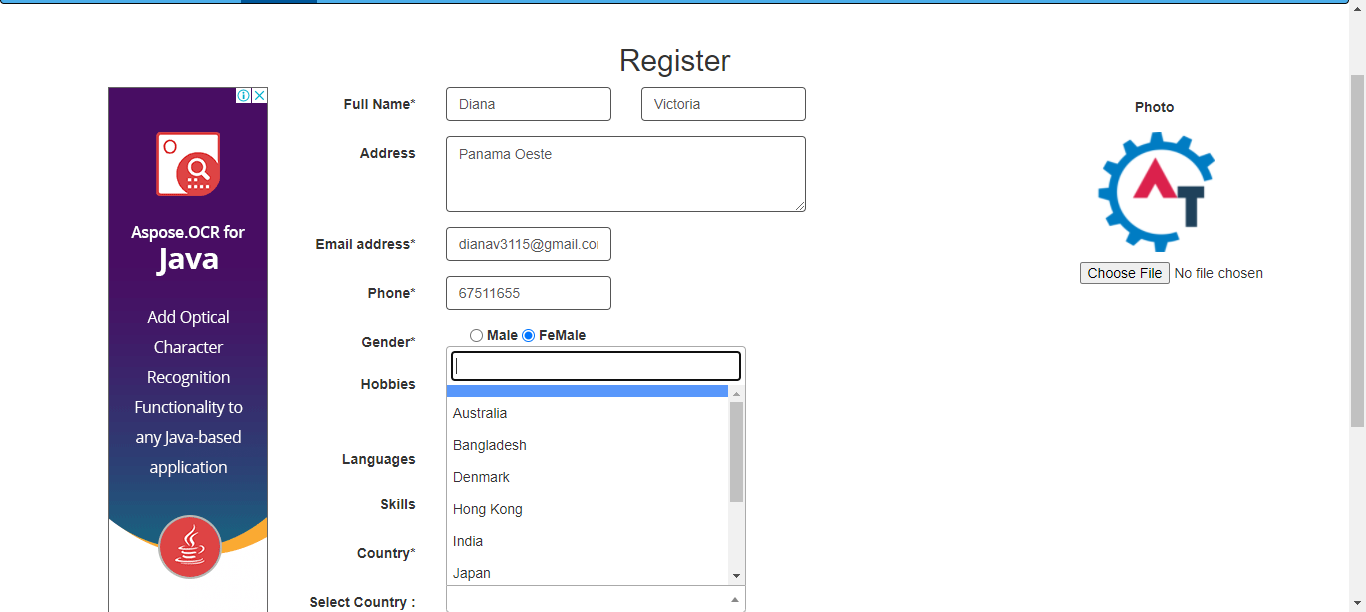 Register
Full Name*
Diana
Victoria
Photo
Address
Panama Oeste
AT
Email address*
dianav3115@gmail.co
Choose File No file chosen
Phone*
67511655
Gender*
Male FeMale
Hobbies
Australia
Bangladesh
Languages
Denmark
Skills
Hong Kong
India
Country*
Japan
Select Country :
Aspose.OCR for
Java
Add Optical
Character
Recognition
Functionality to
any Java-based
application